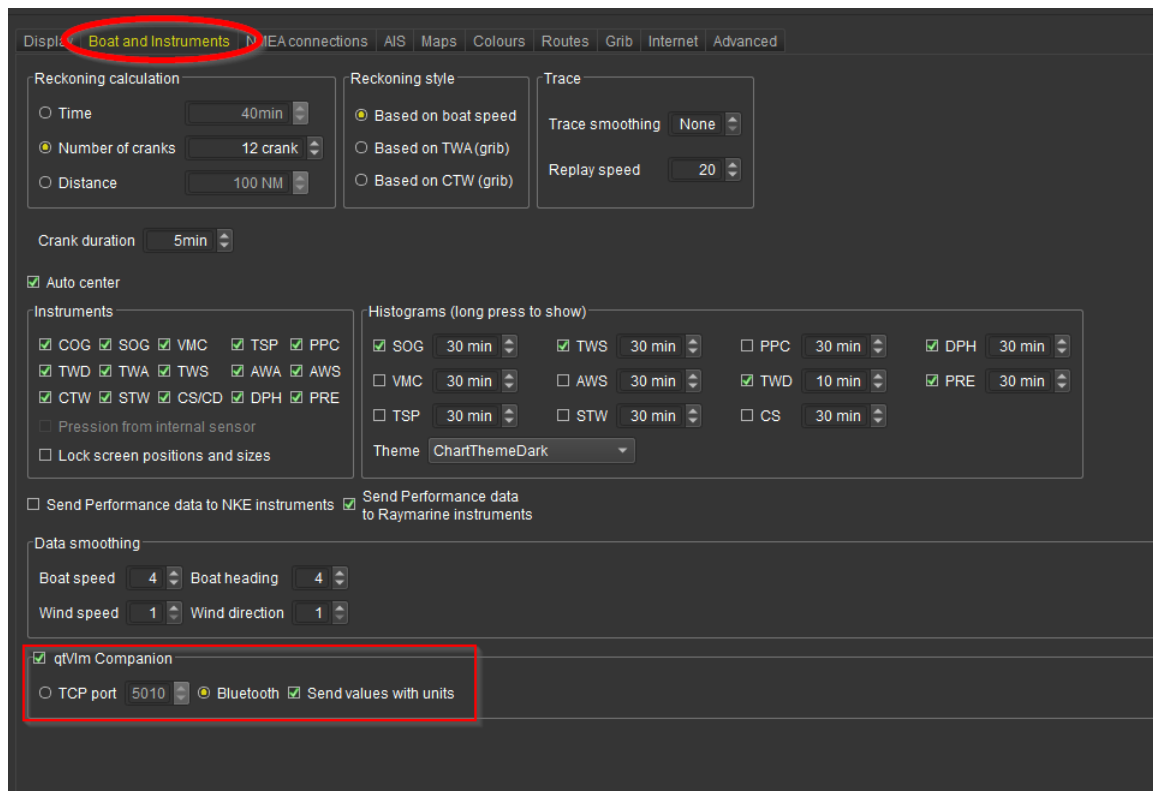 Display Boat and Instruments NMEA connections AIS Maps Colours Routes Grib Internet Advanced
Reckoning calculation
Time 40min
Number of cranks 12 crank
Distance 100 NM
Reckoning style
Based on boat speed
Based on TWA (grib)
Based on CTW (grib)
Trace
Trace smoothing None
Replay speed 20
Crank duration 5min
Auto center
Instruments
COG SOG VMC TSP PPC
TWD TWA TWS AWA AWS
CTW STW CS/CD DPH PRE
Pression from internal sensor
Lock screen positions and sizes
Histograms (long press to show)
SOG 30 min TWS 30 min PPC 30 min DPH 30 min
VMC 30 min AWS 30 min TWD 10 min PRE 30 min
TSP 30 min STW 30 min CS 30 min
Theme ChartThemeDark
Send Performance data to NKE instruments
Send Performance data
to Raymarine instruments
Data smoothing
Boat speed 4 Boat heading 4
Wind speed 1 Wind direction 1
qtVlm Companion
TCP port 5010 Bluetooth Send values with units